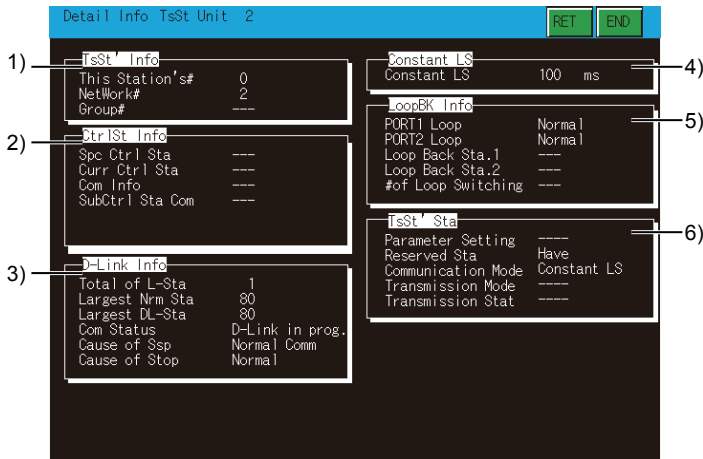 Detail Info TsSt Unit 2
RET END
1)
TsSt' Info
This Station's# 0
NetWork# 2
Group# ---
2)
CtrlSt Info
Spc Ctrl Sta ---
Curr Ctrl Sta ---
Com Info ---
SubCtrl Sta Com ---
3)
D-Link Info
Total of L-Sta 1
Largest Nrm Sta 80
Largest DL-Sta 80
Com Status D-Link in prog.
Cause of Ssp Normal Comm
Cause of Stop Normal
4)
Constant LS
Constant LS 100 ms
5)
LoopBK Info
PORT1 Loop Normal
PORT2 Loop Normal
Loop Back Sta.1 ---
Loop Back Sta.2 ---
#of Loop Switching ---
6)
TsSt' Sta
Parameter Setting ----
Reserved Sta Have
Communication Mode Constant LS
Transmission Mode ----
Transmission Stat ----